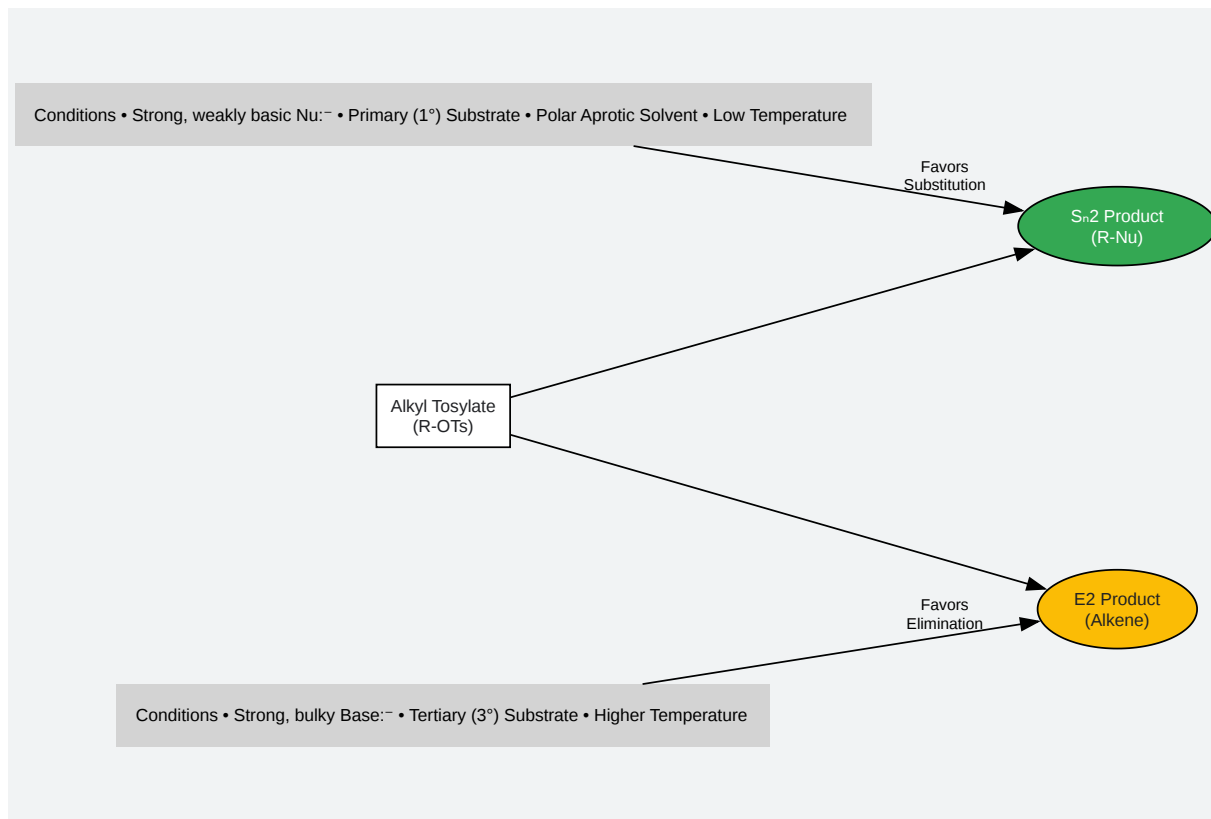 Conditions • Strong, weakly basic Nu:⁻ • Primary (1°) Substrate • Polar Aprotic Solvent • Low Temperature
Favors
Substitution
Sₙ2 Product
(R-Nu)
Alkyl Tosylate
(R-OTs)
E2 Product
(Alkene)
Favors
Elimination
Conditions • Strong, bulky Base:⁻ • Tertiary (3°) Substrate • Higher Temperature